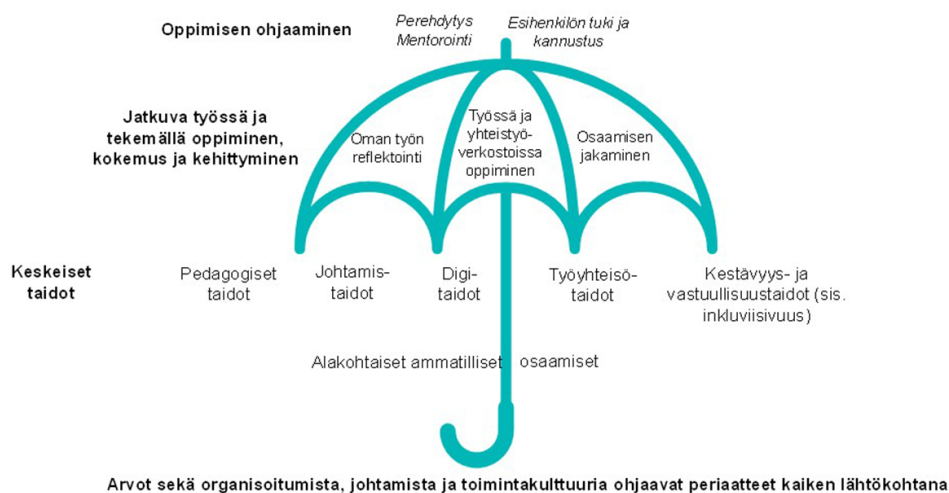 Oppimisen ohjaaminen
Perehdytys
Mentorointi
Esihenkilön tuki ja
kannustus
Jatkuva työssä ja
tekemällä oppiminen,
kokemus ja kehittyminen
Oman työn
reflektointi
Työssä ja
yhteistyö-
verkostoissa
oppiminen
Osaamisen
jakaminen
Keskeiset
taidot
Pedagogiset
taidot
Johtamis-
taidot
Digi-
taidot
Työyhteisö-
taidot
Kestävyys- ja
vastuullisuustaidot (sis.
inkluviisivuus)
Alakohtaiset ammatilliset osaamiset
Arvot sekä organisoitumista, johtamista ja toimintakulttuuria ohjaavat periaatteet kaiken lähtökohtana